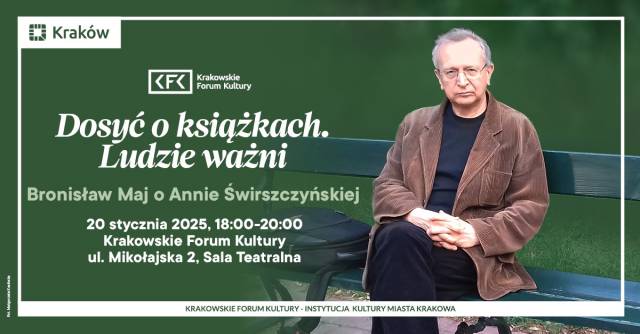 Kraków
KFK Krakowskie
Forum Kultury
Dosyć o książkach.
Ludzie ważni
Bronisław Maj o Annie Świrszczyńskiej
20 stycznia 2025, 18:00-20:00
Krakowskie Forum Kultury
ul. Mikołajska 2, Sala Teatralna
KRAKOWSKIE FORUM KULTURY - INSTYTUCJA KULTURY MIASTA KRAKOWA